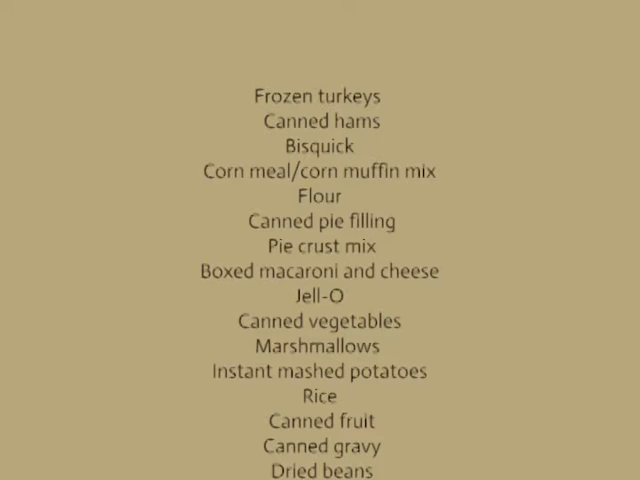 Frozen turkeys
Canned hams
Bisquick
Corn meal/corn muffin mix
Flour
Canned pie filling
Pie crust mix
Boxed macaroni and cheese
Jell-O
Canned vegetables
Marshmallows
Instant mashed potatoes
Rice
Canned fruit
Canned gravy
Dried beans